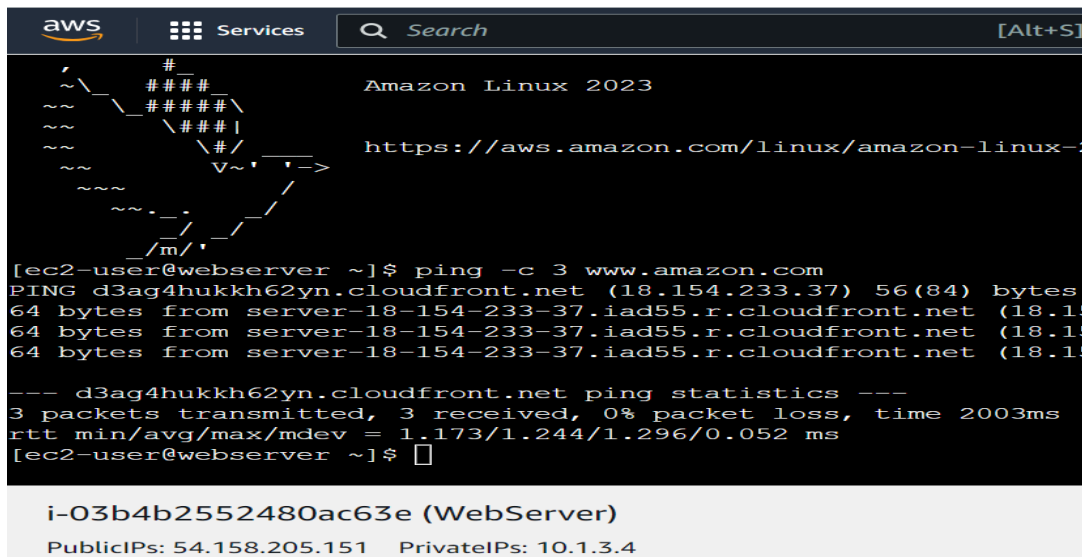 aws Services Search [Alt+S]
   ,     #_
   ~\_  ####_        Amazon Linux 2023
  ~~  \_#####\
  ~~     \###|
  ~~       \#/ ___   https://aws.amazon.com/linux/amazon-linux-
   ~~       V~' '->
    ~~~         /
      ~~._.   _/
         _/ _/
       _/m/'
[ec2-user@webserver ~]$ ping -c 3 www.amazon.com
PING d3ag4hukkh62yn.cloudfront.net (18.154.233.37) 56(84) bytes
64 bytes from server-18-154-233-37.iad55.r.cloudfront.net (18.15
64 bytes from server-18-154-233-37.iad55.r.cloudfront.net (18.15
64 bytes from server-18-154-233-37.iad55.r.cloudfront.net (18.15
--- d3ag4hukkh62yn.cloudfront.net ping statistics ---
3 packets transmitted, 3 received, 0% packet loss, time 2003ms
rtt min/avg/max/mdev = 1.173/1.244/1.296/0.052 ms
[ec2-user@webserver ~]$
i-03b4b2552480ac63e (WebServer)
PublicIPs: 54.158.205.151 PrivateIPs: 10.1.3.4